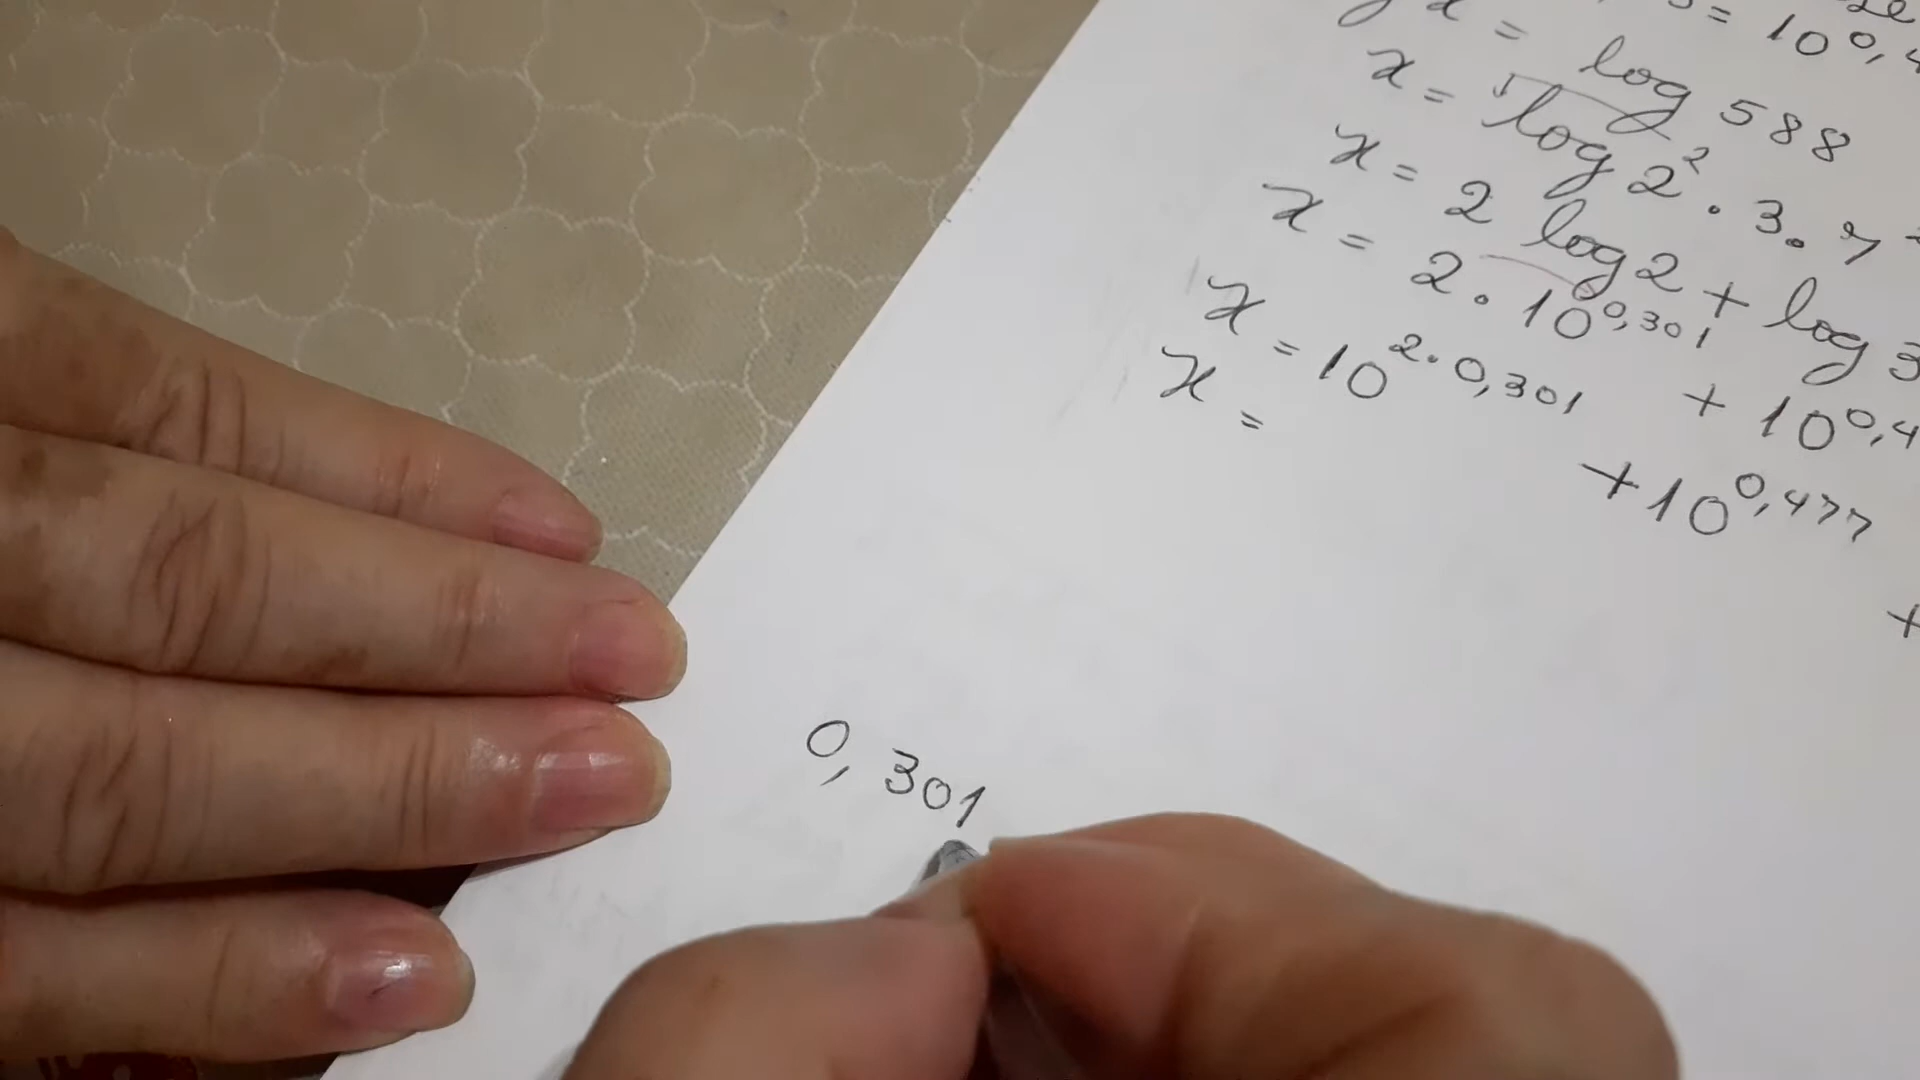 = 10^0,4
x = log 588
x = log 2² . 3 . 7
x = 2 log 2 + log 3
x = 2 . 10^0,301 + 10^0,4
x = 10^2.0,301 + 10^0,477
x = +
0, 301